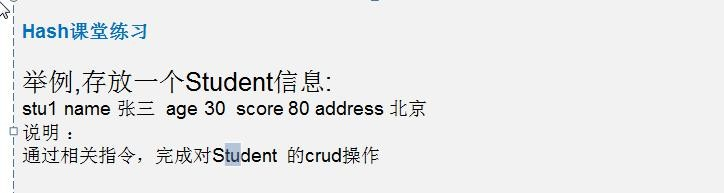 Hash课堂练习
举例,存放一个Student信息:
stu1 name 张三 age 30 score 80 address 北京
说明：
通过相关指令，完成对Student 的crud操作